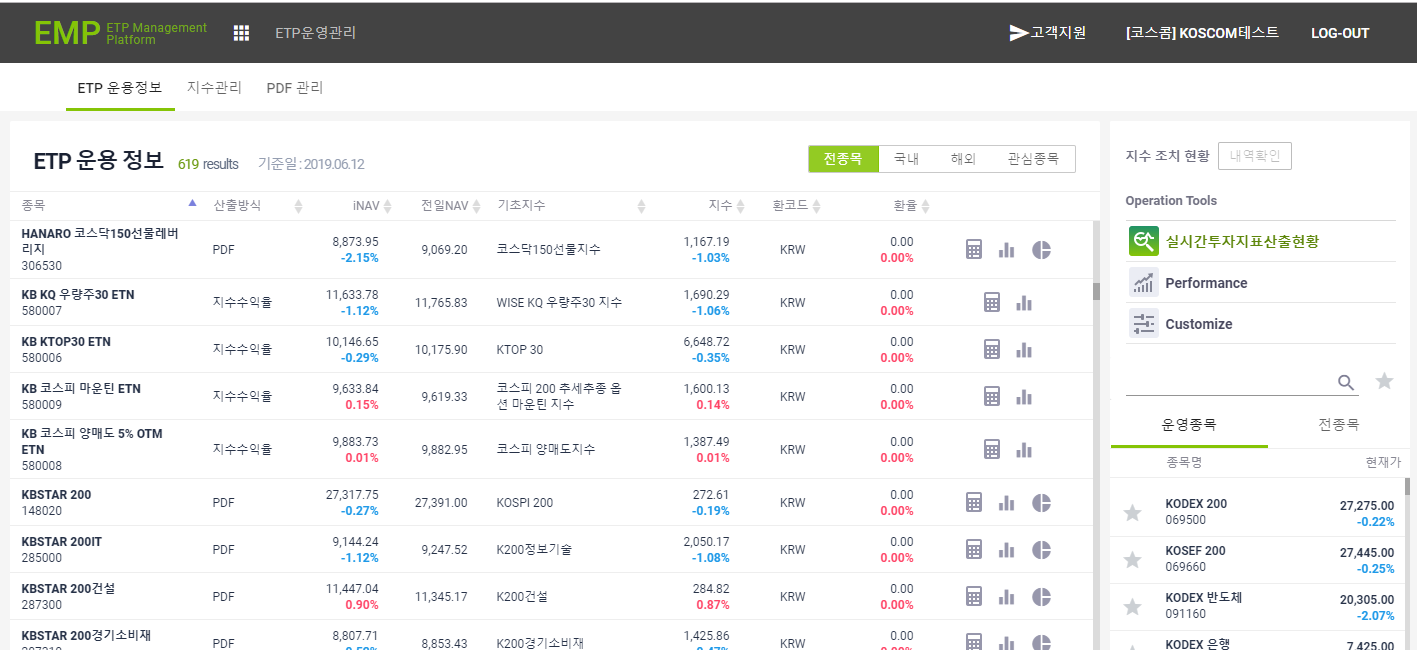 EMP ETP Management
Platform
ETP운영관리
고객지원
[코스콤] KOSCOM테스트
LOG-OUT
ETP 운용정보 지수관리 PDF 관리
ETP 운용 정보 619 results 기준일 : 2019.06.12
전종목 국내 해외 관심종목
종목 산출방식 iNAV 전일NAV 기초지수 지수 환코드 환율
HANARO 코스닥150선물레버
리지
306530
PDF
8,873.95
-2.15%
9,069.20
코스닥150선물지수
1,167.19
-1.03%
KRW
0.00
0.00%
KB KQ 우량주30 ETN
580007
지수수익율
11,633.78
-1.12%
11,765.83
WISE KQ 우량주30 지수
1,690.29
-1.06%
KRW
0.00
0.00%
KB KTOP30 ETN
580006
지수수익율
10,146.65
-0.29%
10,175.90
KTOP 30
6,648.72
-0.35%
KRW
0.00
0.00%
KB 코스피 마운틴 ETN
580009
지수수익율
9,633.84
0.15%
9,619.33
코스피 200 추세추종 옵
션 마운틴 지수
1,600.13
0.14%
KRW
0.00
0.00%
KB 코스피 양매도 5% OTM
ETN
580008
지수수익율
9,883.73
0.01%
9,882.95
코스피 양매도지수
1,387.49
0.01%
KRW
0.00
0.00%
KBSTAR 200
148020
PDF
27,317.75
-0.27%
27,391.00
KOSPI 200
272.61
-0.19%
KRW
0.00
0.00%
KBSTAR 200IT
285000
PDF
9,144.24
-1.12%
9,247.52
K200정보기술
2,050.17
-1.08%
KRW
0.00
0.00%
KBSTAR 200건설
287300
PDF
11,447.04
0.90%
11,345.17
K200건설
284.82
0.87%
KRW
0.00
0.00%
KBSTAR 200경기소비재
PDF
8,807.71
8,853.43
K200경기소비재
1,425.86
KRW
0.00
지수 조치 현황 내역확인
Operation Tools
실시간투자지표산출현황
Performance
Customize
운영종목 전종목
종목명 현재가
KODEX 200
069500
27,275.00
-0.22%
KOSEF 200
069660
27,445.00
-0.25%
KODEX 반도체
091160
20,305.00
-2.07%
KODEX 은행
7,425.00